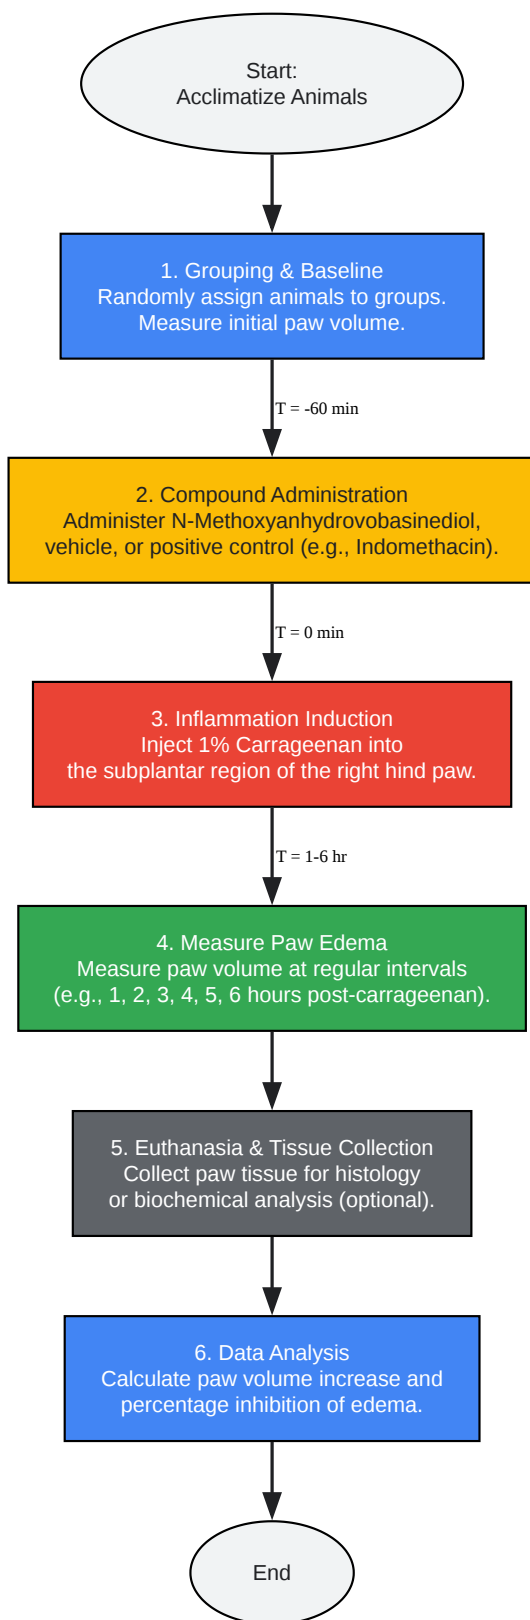 Start:
Acclimatize Animals
1. Grouping & Baseline
Randomly assign animals to groups.
Measure initial paw volume.
T = -60 min
2. Compound Administration
Administer N-Methoxyanhydrovobasinediol,
vehicle, or positive control (e.g., Indomethacin).
T = 0 min
3. Inflammation Induction
Inject 1% Carrageenan into
the subplantar region of the right hind paw.
T = 1-6 hr
4. Measure Paw Edema
Measure paw volume at regular intervals
(e.g., 1, 2, 3, 4, 5, 6 hours post-carrageenan).
5. Euthanasia & Tissue Collection
Collect paw tissue for histology
or biochemical analysis (optional).
6. Data Analysis
Calculate paw volume increase and
percentage inhibition of edema.
End